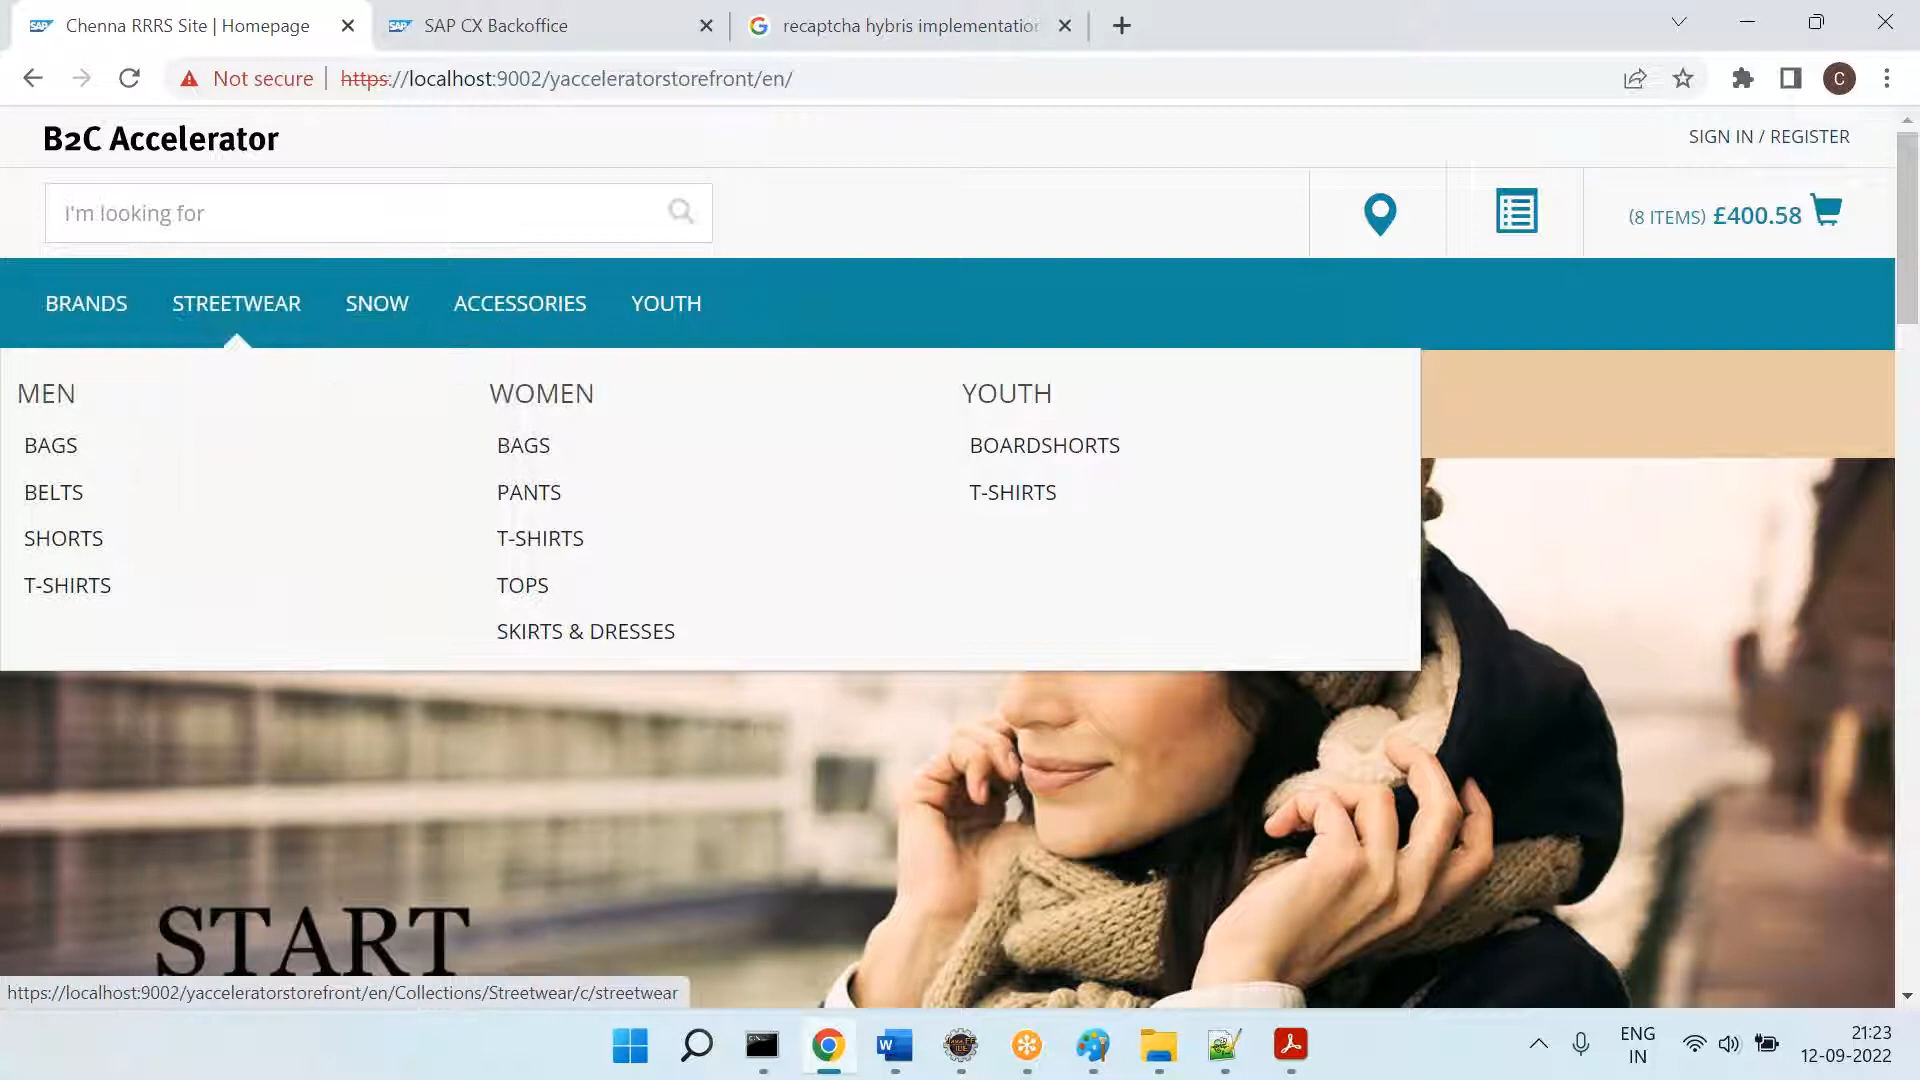 Chenna RRRS Site | Homepage
SAP CX Backoffice
recaptcha hybris implementation
Not secure
https://localhost:9002/yacceleratorstorefront/en/
C
B2C Accelerator
SIGN IN / REGISTER
I'm looking for
(8 ITEMS) £400.58
BRANDS STREETWEAR SNOW ACCESSORIES YOUTH
MEN
BAGS
BELTS
SHORTS
T-SHIRTS
WOMEN
BAGS
PANTS
T-SHIRTS
TOPS
SKIRTS & DRESSES
YOUTH
BOARDSHORTS
T-SHIRTS
START
https://localhost:9002/yacceleratorstorefront/en/Collections/Streetwear/c/streetwear
ENG
IN
21:23
12-09-2022